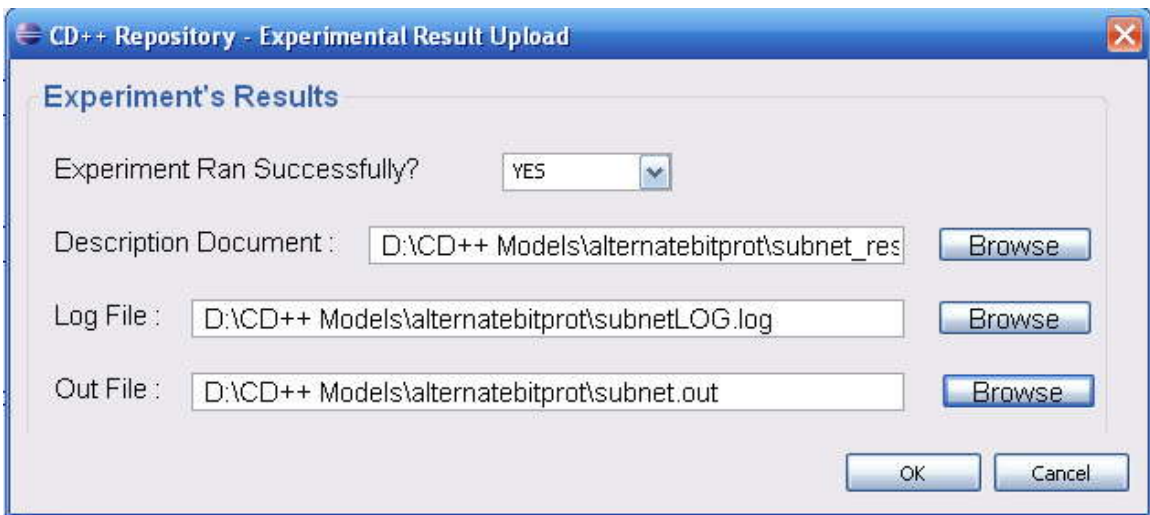 CD++ Repository - Experimental Result Upload
Experiment's Results
Experiment Ran Successfully? YES
Description Document : D:\CD++ Models\alternatebitprot\subnet_res Browse
Log File : D:\CD++ Models\alternatebitprot\subnetLOG.log Browse
Out File : D:\CD++ Models\alternatebitprot\subnet.out Browse
OK Cancel